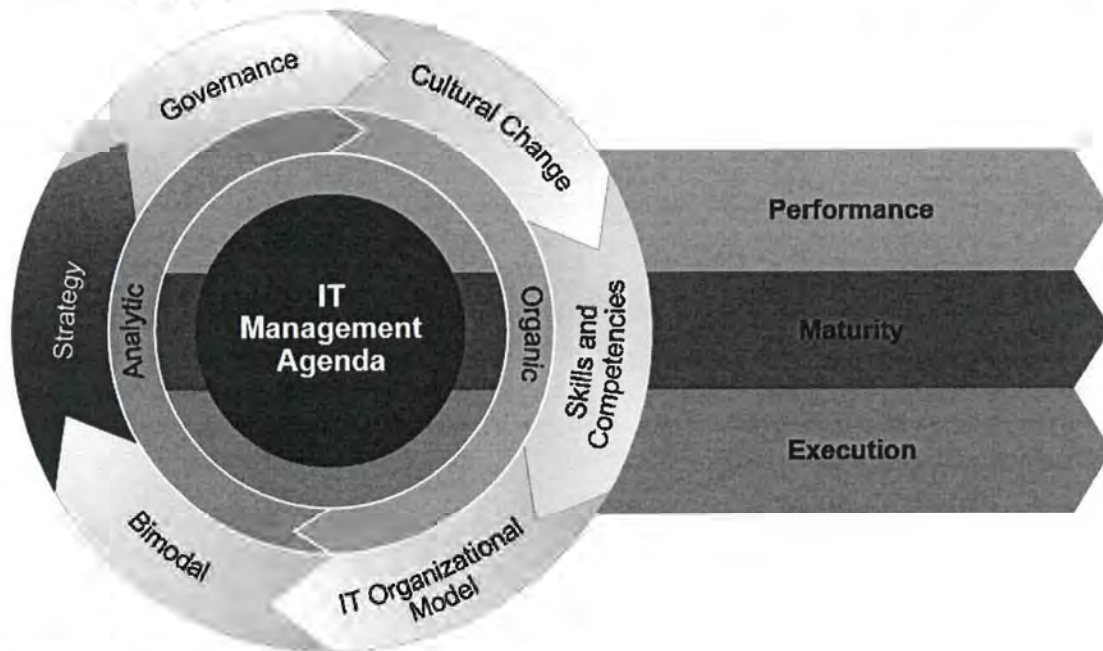 Governance
Cultural Change
Strategy
Analytic
IT
Management
Agenda
Organic
Skills and
Competencies
Bimodal
IT Organizational
Model
Performance
Maturity
Execution